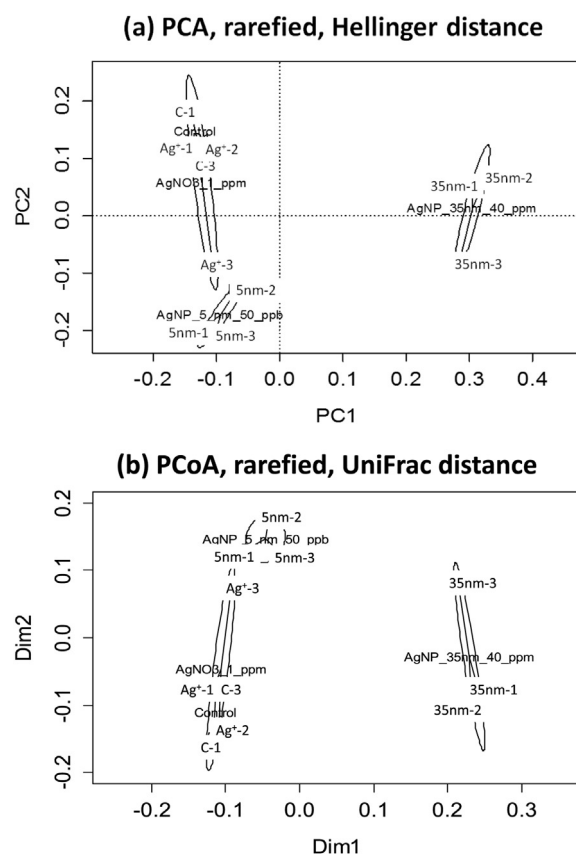 (a) PCA, rarefied, Hellinger distance
0.2
C-1
Control
Ag⁺-1
Ag⁺-2
0.1
C-3
35nm-1
35nm-2
AgNO3_1_ppm
PC2
0.0
AgNP_35nm_40_ppm
Ag⁺-3
35nm-3
-0.1
5nm-2
AgNP_5_nm_50_ppb
-0.2
5nm-1
5nm-3
-0.2 -0.1 0.0 0.1 0.2 0.3 0.4
PC1
(b) PCoA, rarefied, UniFrac distance
0.2
5nm-2
AgNP_5_nm_50_ppb
5nm-1
5nm-3
0.1
Ag⁺-3
35nm-3
Dim2
0.0
AgNO3_1_ppm
AgNP_35nm_40_ppm
Ag⁺-1
C-3
35nm-1
-0.1
Control
35nm-2
Ag⁺-2
C-1
-0.2
-0.2 -0.1 0.0 0.1 0.2 0.3
Dim1